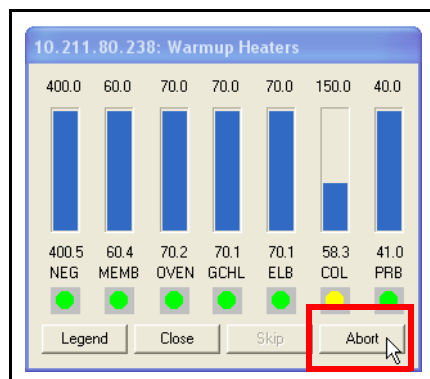 10.211.80.238: Warmup Heaters
400.0 60.0 70.0 70.0 70.0 150.0 40.0
400.5 60.4 70.2 70.1 70.1 58.3 41.0
NEG MEMB OVEN GCHL ELB COL PRB
Legend Close Skip Abort